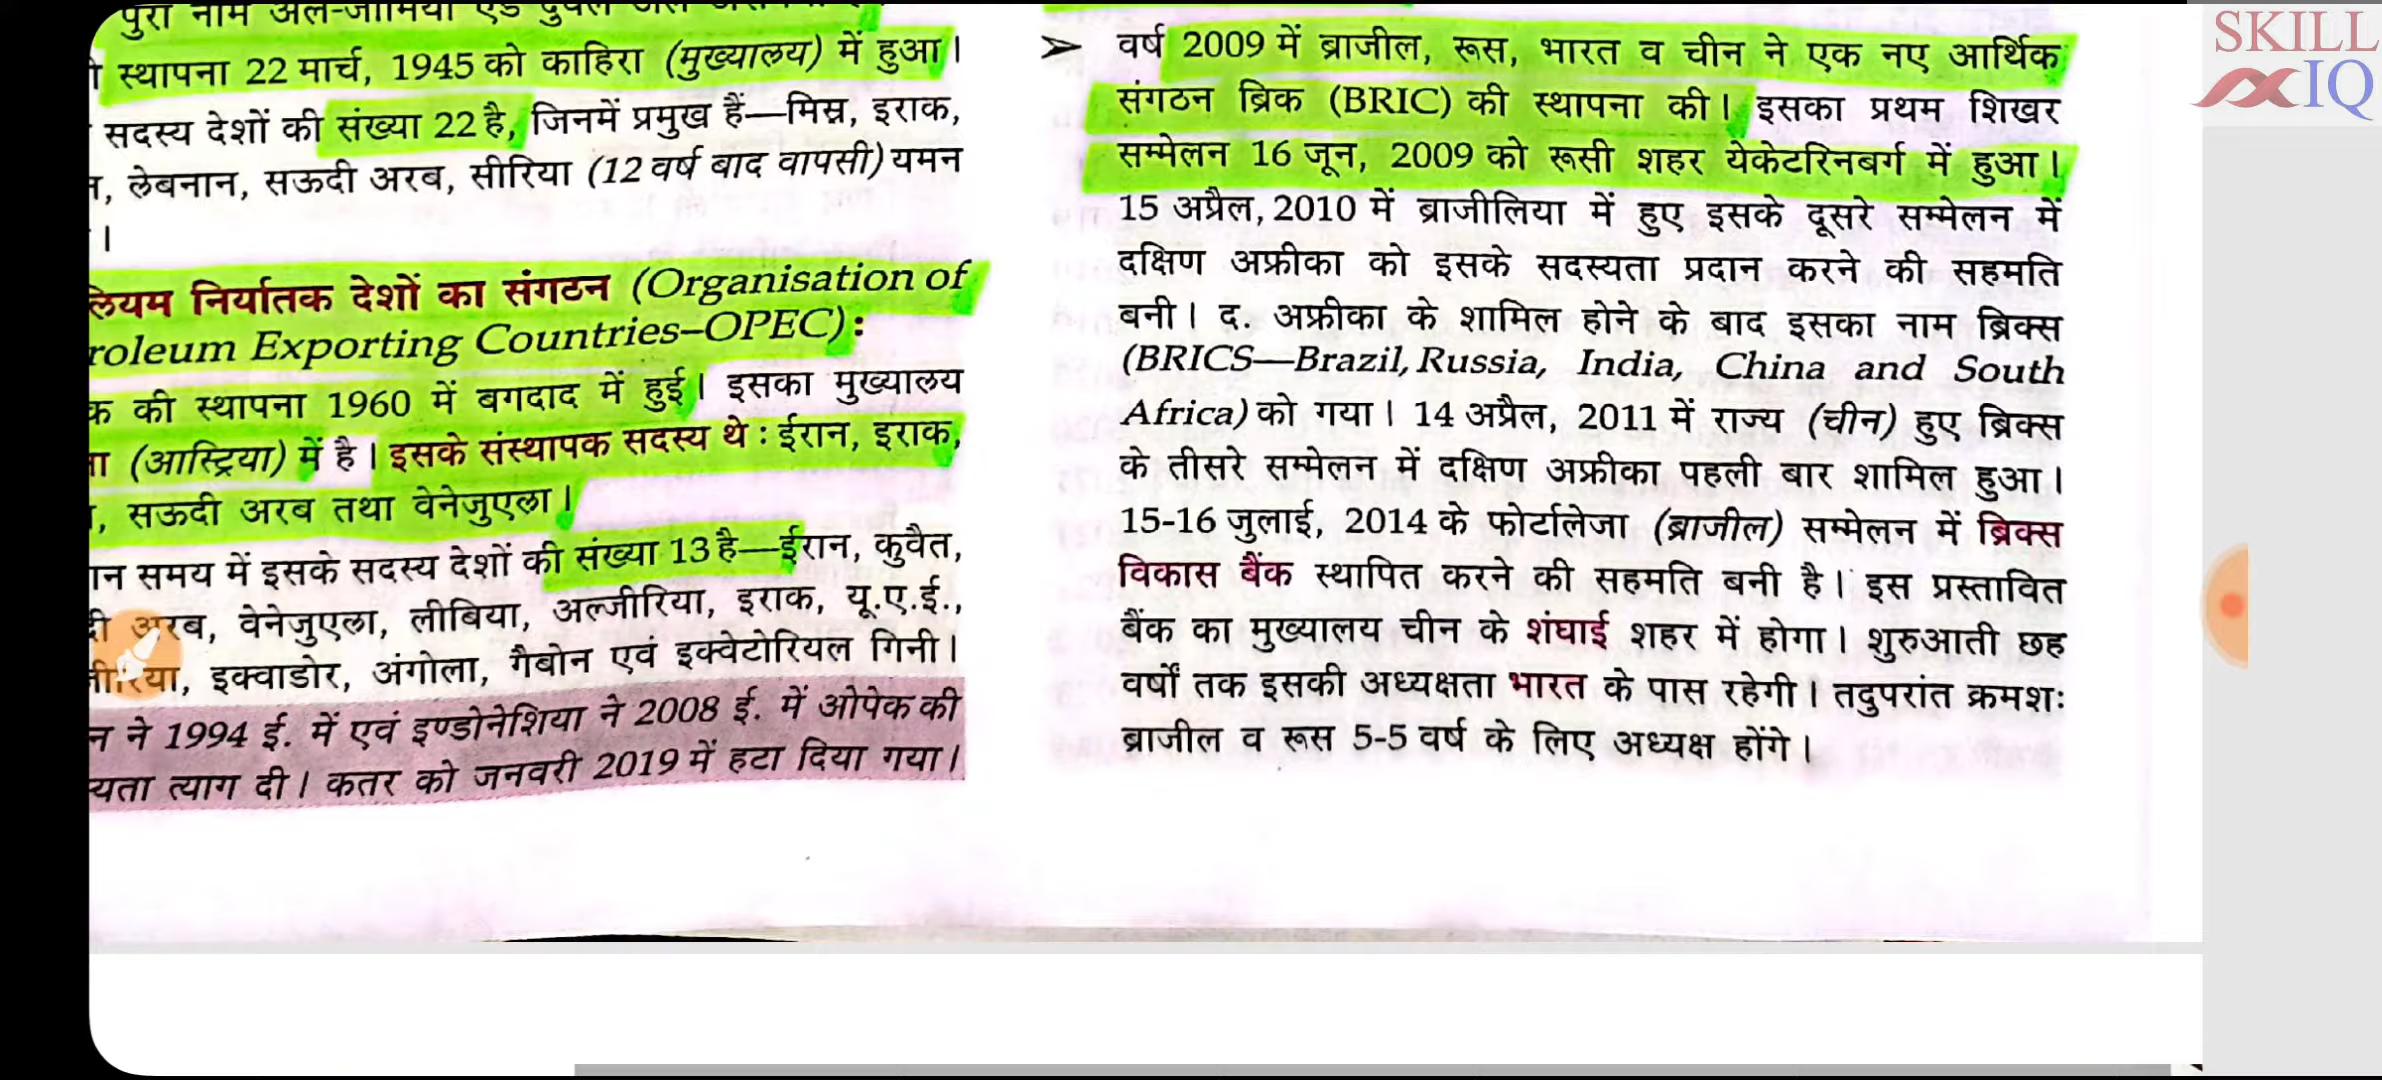 पुरा नाम
स्थापना 22 मार्च, 1945 को काहिरा (मुख्यालय) में हुआ।
सदस्य देशों की संख्या 22 है, जिनमें प्रमुख हैं—मिस्र, इराक,
लेबनान, सऊदी अरब, सीरिया (12 वर्ष बाद वापसी) यमन
।
लियम निर्यातक देशों का संगठन (Organisation of
roleum Exporting Countries–OPEC):
क की स्थापना 1960 में बगदाद में हुई। इसका मुख्यालय
ना (आस्ट्रिया) में है। इसके संस्थापक सदस्य थे : ईरान, इराक,
सऊदी अरब तथा वेनेजुएला।
ान समय में इसके सदस्य देशों की संख्या 13 है—ईरान, कुवैत,
दी अरब, वेनेजुएला, लीबिया, अल्जीरिया, इराक, यू.ए.ई.,
इक्वाडोर, अंगोला, गैबोन एवं इक्वेटोरियल गिनी।
न ने 1994 ई. में एवं इण्डोनेशिया ने 2008 ई. में ओपेक की
यता त्याग दी। कतर को जनवरी 2019 में हटा दिया गया।
➤ वर्ष 2009 में ब्राजील, रूस, भारत व चीन ने एक नए आर्थिक
संगठन ब्रिक (BRIC) की स्थापना की। इसका प्रथम शिखर
सम्मेलन 16 जून, 2009 को रूसी शहर येकेटरिनबर्ग में हुआ।
15 अप्रैल, 2010 में ब्राजीलिया में हुए इसके दूसरे सम्मेलन में
दक्षिण अफ्रीका को इसके सदस्यता प्रदान करने की सहमति
बनी। द. अफ्रीका के शामिल होने के बाद इसका नाम ब्रिक्स
(BRICS—Brazil, Russia, India, China and South
Africa) को गया। 14 अप्रैल, 2011 में राज्य (चीन) हुए ब्रिक्स
के तीसरे सम्मेलन में दक्षिण अफ्रीका पहली बार शामिल हुआ।
15-16 जुलाई, 2014 के फोर्टालेजा (ब्राजील) सम्मेलन में ब्रिक्स
विकास बैंक स्थापित करने की सहमति बनी है। इस प्रस्तावित
बैंक का मुख्यालय चीन के शंघाई शहर में होगा। शुरुआती छह
वर्षों तक इसकी अध्यक्षता भारत के पास रहेगी। तदुपरांत क्रमशः
ब्राजील व रूस 5-5 वर्ष के लिए अध्यक्ष होंगे।
SKILL
IQ